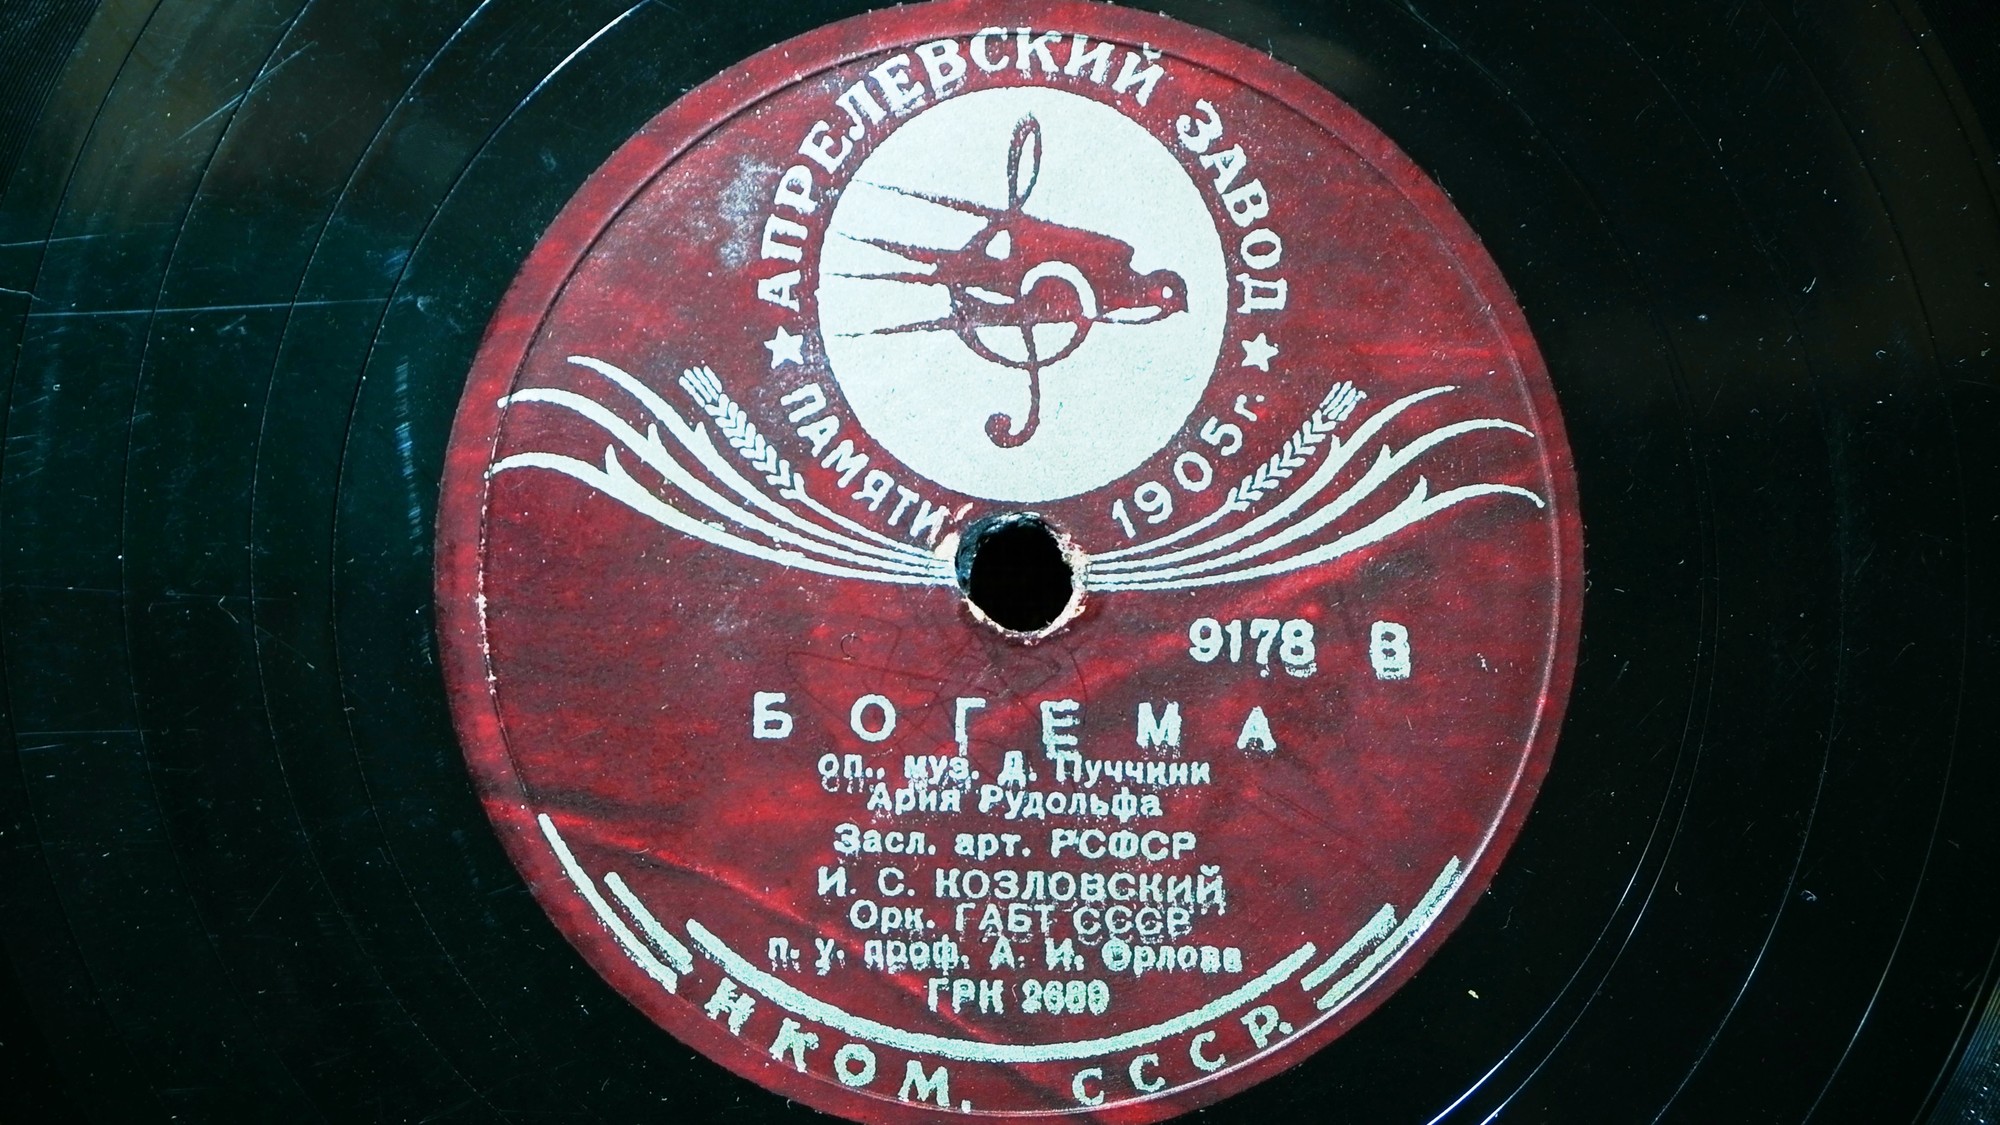 АПРЕЛЕВСКИЙ ЗАВОД
ПАМЯТИ 1905 г.
9178 В
БОГЕМА
оп., муз. Д. Пуччини
Ария Рудольфа
Засл. арт. РСФСР
И. С. КОЗЛОВСКИЙ
Орк. ГАБТ СССР
п. у. проф. А. И. Орлова
ГРК 2689
НКОМ. СССР.